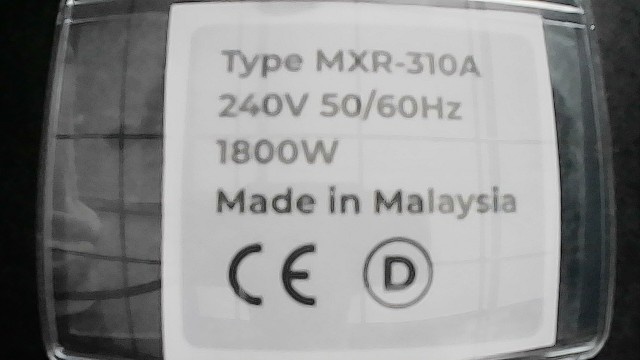 Type MXR-310A
240V 50/60Hz
1800W
Made in Malaysia
CE D